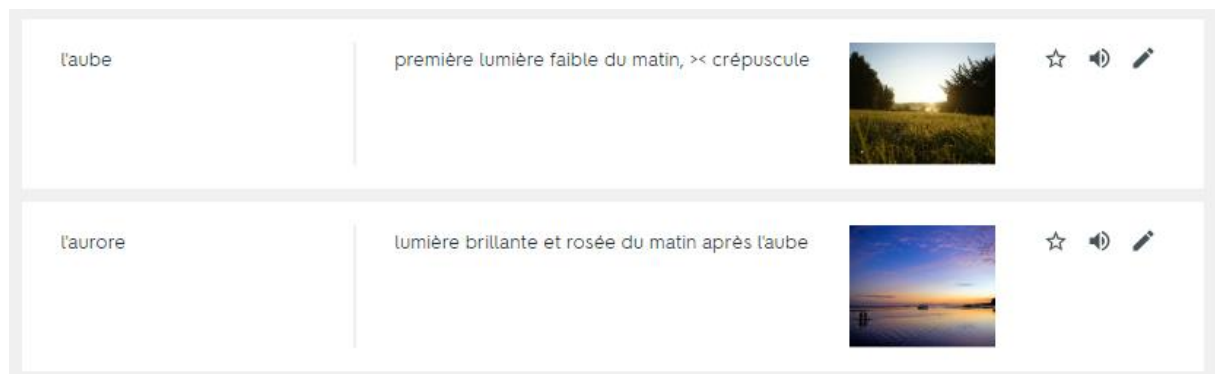 l'aube
première lumière faible du matin, >< crépuscule
l'aurore
lumière brillante et rosée du matin après l'aube